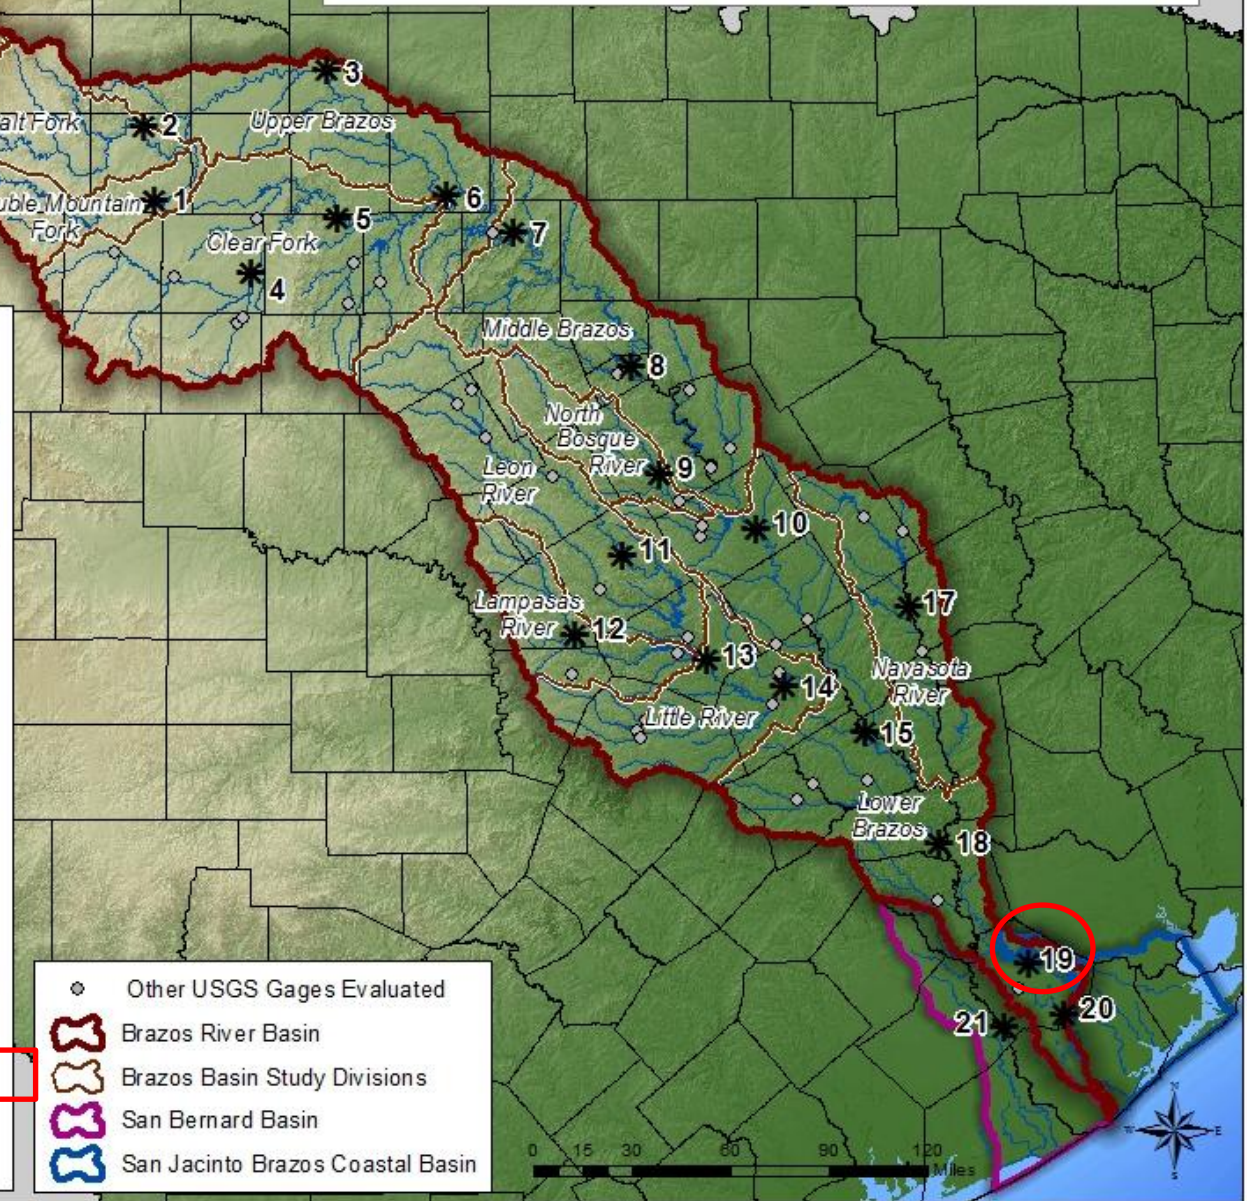 3
2
alt Fork
Upper Brazos
1
uble Mountain
Fork
6
5
7
Clear Fork
4
Middle Brazos
8
North
Bosque
River
9
Leon
River
10
11
Lampasas
River
12
17
13
Navasota
River
14
Little River
15
Lower
Brazos
18
19
20
21
Other USGS Gages Evaluated
Brazos River Basin
Brazos Basin Study Divisions
San Bernard Basin
San Jacinto Brazos Coastal Basin
0 15 30 60 90 120
Miles
N
W E
S